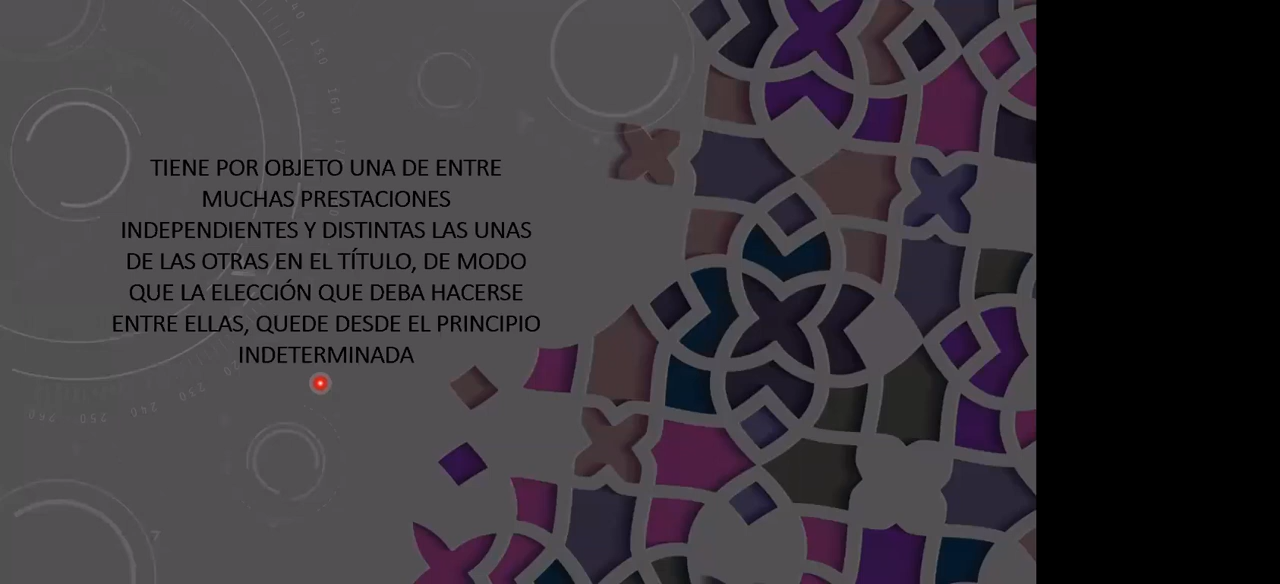 TIENE POR OBJETO UNA DE ENTRE
MUCHAS PRESTACIONES
INDEPENDIENTES Y DISTINTAS LAS UNAS
DE LAS OTRAS EN EL TÍTULO, DE MODO
QUE LA ELECCIÓN QUE DEBA HACERSE
ENTRE ELLAS, QUEDE DESDE EL PRINCIPIO
INDETERMINADA